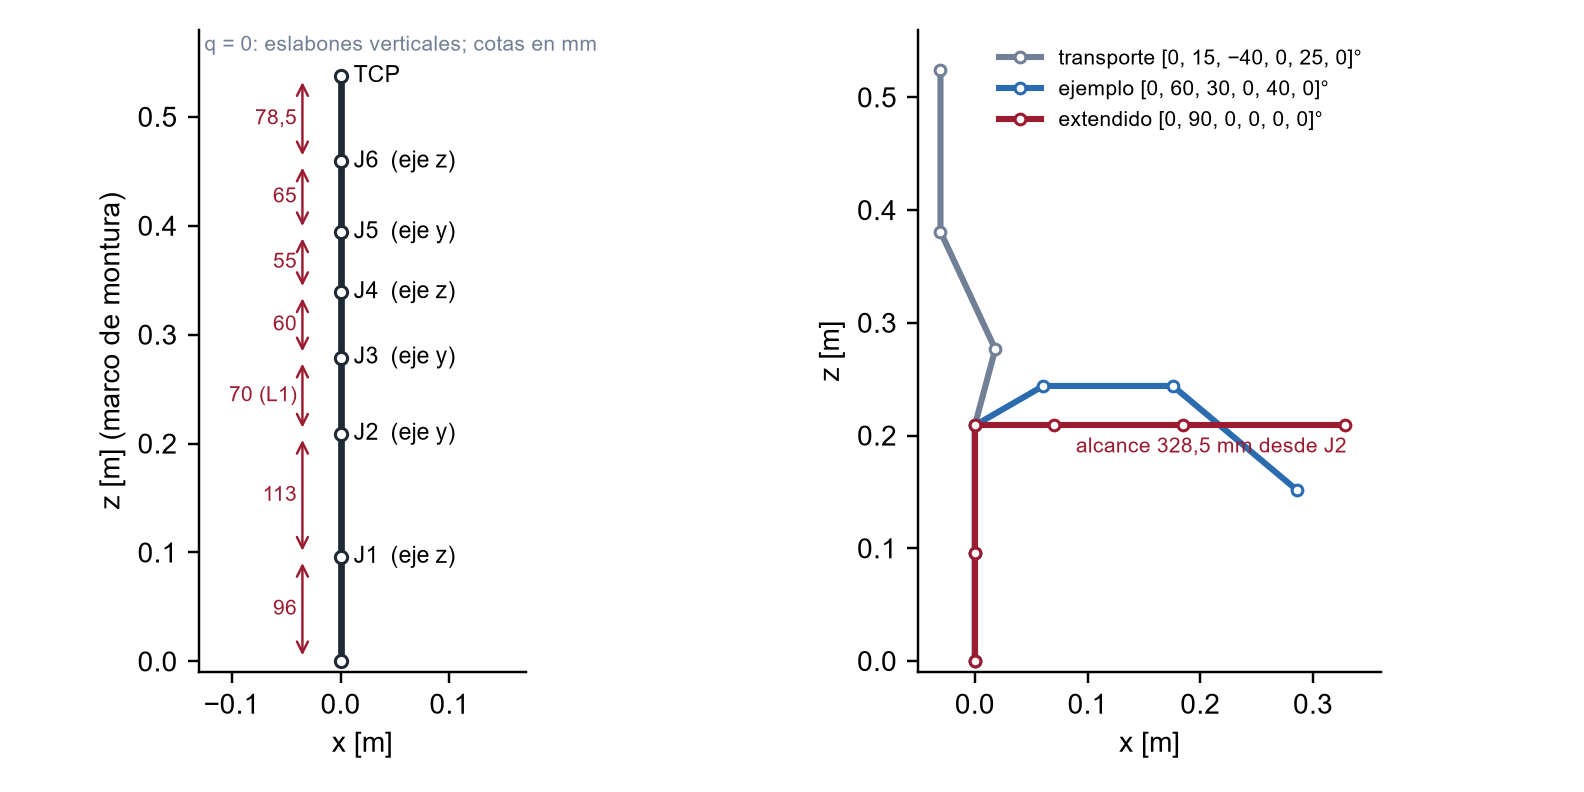 q = 0: eslabones verticales; cotas en mm
TCP
78,5
0.5
J6 (eje z)
65
J5 (eje y)
0.4
55
J4 (eje z)
60
0.3
J3 (eje y)
70 (L1)
J2 (eje y)
0.2
113
J1 (eje z)
0.1
96
0.0
−0.1 0.0 0.1
x [m]
z [m] (marco de montura)
transporte [0, 15, −40, 0, 25, 0]°
ejemplo [0, 60, 30, 0, 40, 0]°
extendido [0, 90, 0, 0, 0, 0]°
0.5
0.4
0.3
0.2
alcance 328,5 mm desde J2
0.1
0.0
0.0 0.1 0.2 0.3
x [m]
z [m]